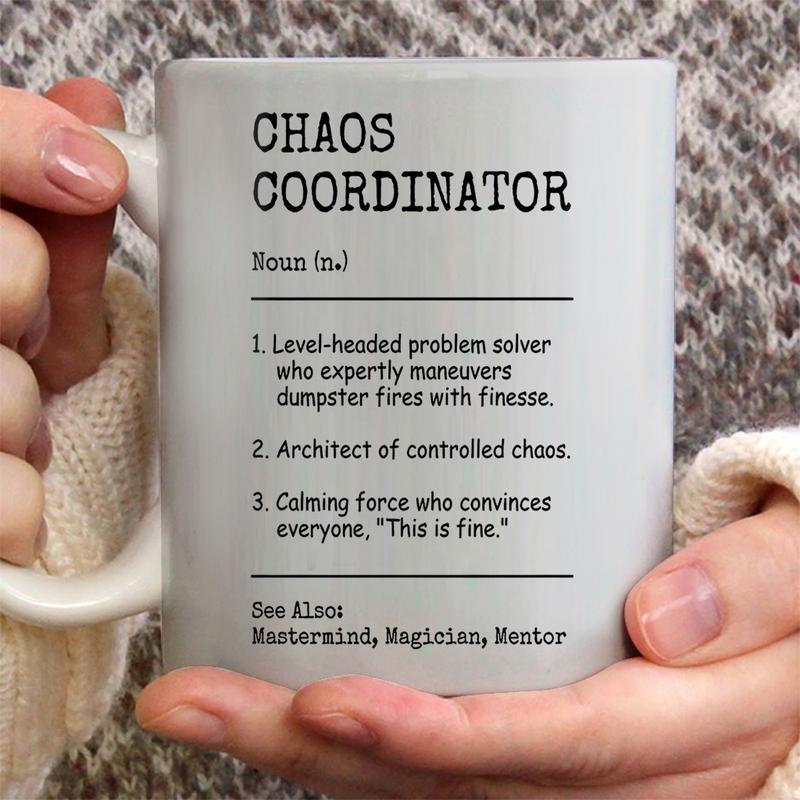 CHAOS
COORDINATOR
Noun (n.)
1. Level-headed problem solver
who expertly maneuvers
dumpster fires with finesse.
2. Architect of controlled chaos.
3. Calming force who convinces
everyone, "This is fine."
See Also:
Mastermind, Magician, Mentor